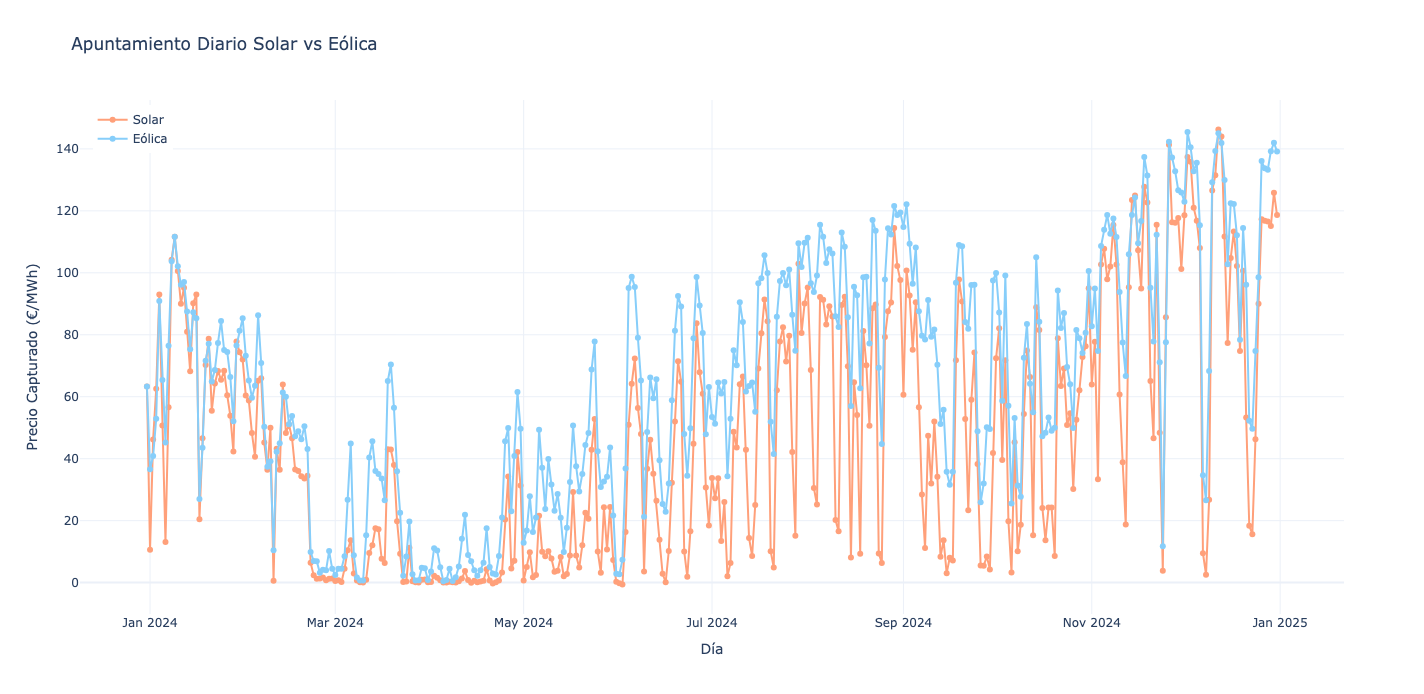 Apuntamiento Diario Solar vs Eólica
Solar
Eólica
Precio Capturado (€/MWh)
140
120
100
80
60
40
20
0
Jan 2024
Mar 2024
May 2024
Jul 2024
Sep 2024
Nov 2024
Jan 2025
Día